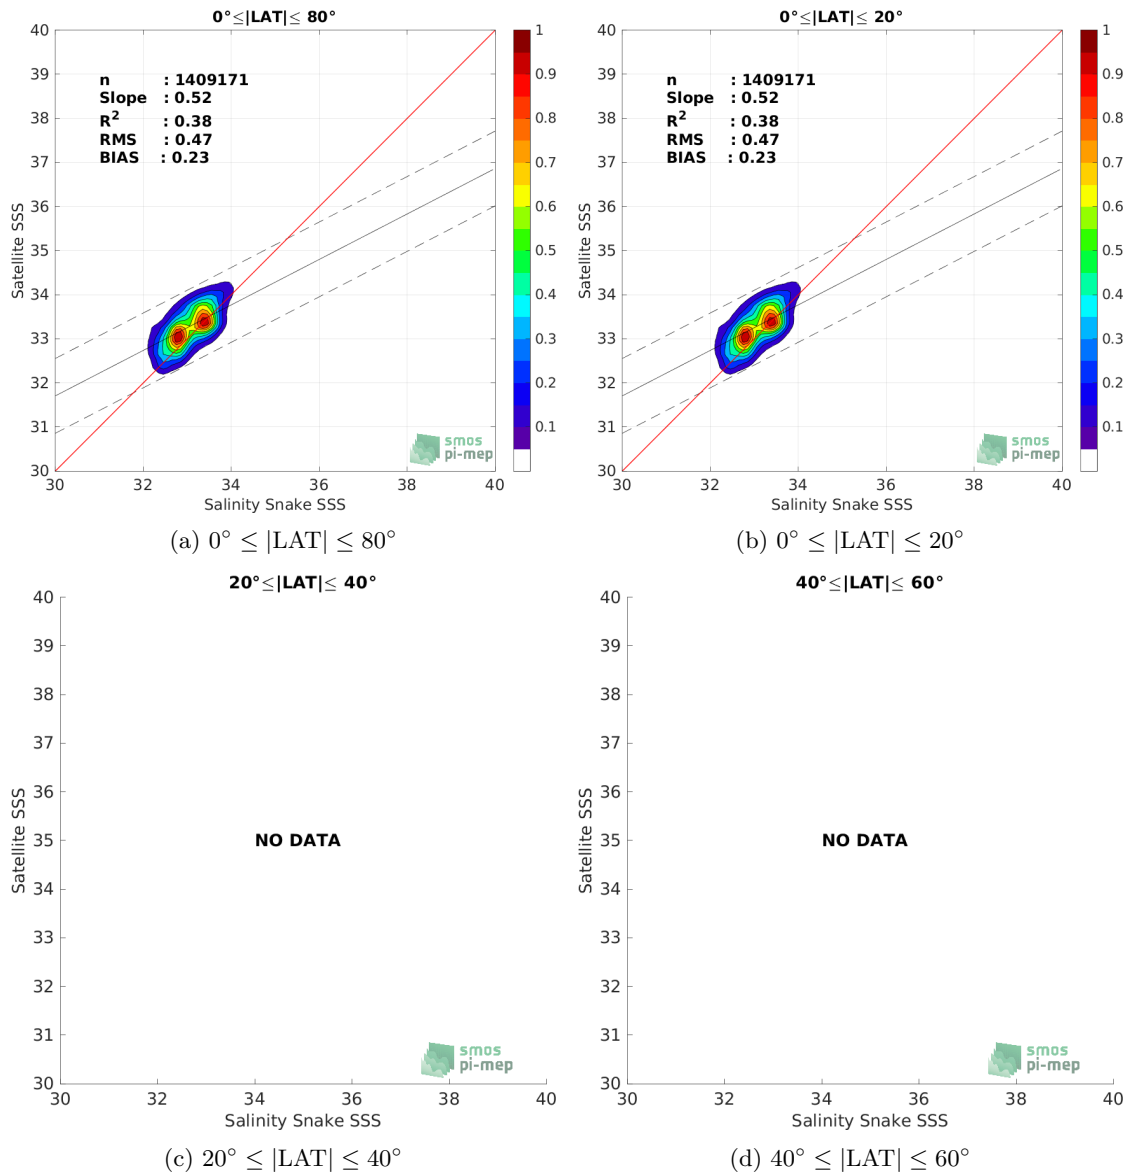 0°≤|LAT|≤ 80°
40
39
38
37
36
35
34
33
32
31
30
Satellite SSS
n : 1409171
Slope : 0.52
R² : 0.38
RMS : 0.47
BIAS : 0.23
1
0.9
0.8
0.7
0.6
0.5
0.4
0.3
0.2
0.1
smos
pi-mep
30 32 34 36 38 40
Salinity Snake SSS
(a) 0° ≤ |LAT| ≤ 80°
0°≤|LAT|≤ 20°
40
39
38
37
36
35
34
33
32
31
30
Satellite SSS
n : 1409171
Slope : 0.52
R² : 0.38
RMS : 0.47
BIAS : 0.23
1
0.9
0.8
0.7
0.6
0.5
0.4
0.3
0.2
0.1
smos
pi-mep
30 32 34 36 38 40
Salinity Snake SSS
(b) 0° ≤ |LAT| ≤ 20°
20°≤|LAT|≤ 40°
40
39
38
37
36
35
34
33
32
31
30
Satellite SSS
NO DATA
smos
pi-mep
30 32 34 36 38 40
Salinity Snake SSS
(c) 20° ≤ |LAT| ≤ 40°
40°≤|LAT|≤ 60°
40
39
38
37
36
35
34
33
32
31
30
Satellite SSS
NO DATA
smos
pi-mep
30 32 34 36 38 40
Salinity Snake SSS
(d) 40° ≤ |LAT| ≤ 60°